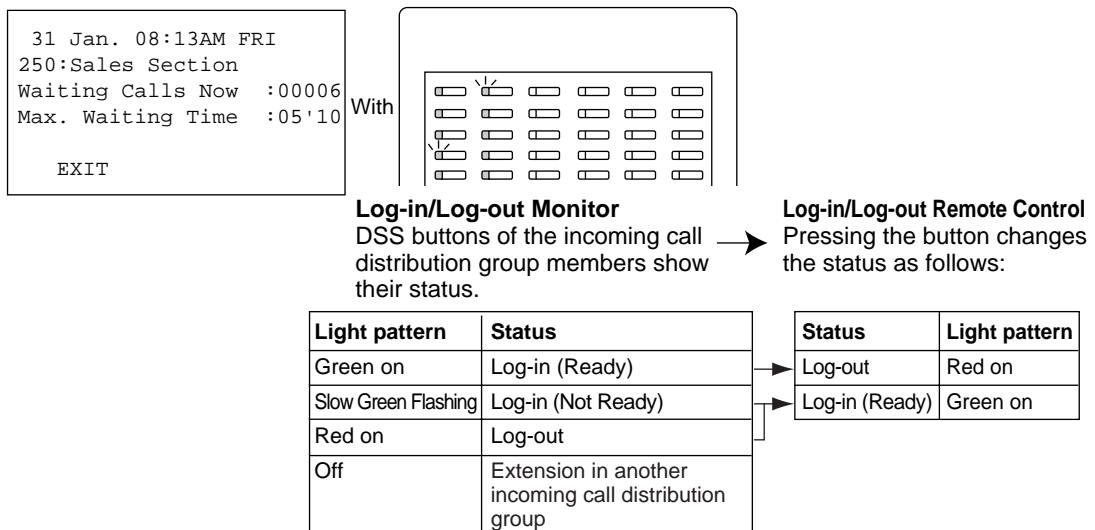 31 Jan. 08:13AM FRI
250:Sales Section
Waiting Calls Now :00006
Max. Waiting Time :05'10
EXIT
With
Log-in/Log-out Monitor
DSS buttons of the incoming call
distribution group members show
their status.
Log-in/Log-out Remote Control
Pressing the button changes
the status as follows:
Light pattern Status
Green on Log-in (Ready)
Slow Green Flashing Log-in (Not Ready)
Red on Log-out
Off Extension in another
incoming call distribution
group
Status Light pattern
Log-out Red on
Log-in (Ready) Green on